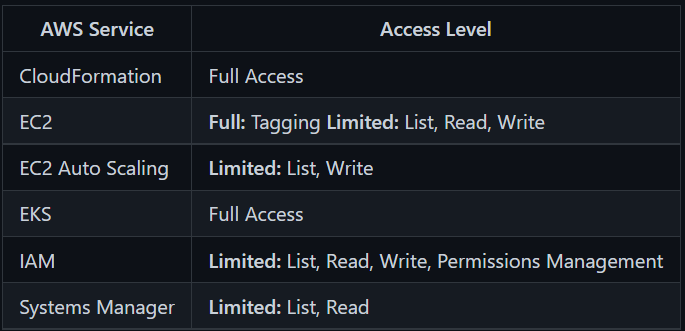 AWS Service Access Level
CloudFormation Full Access
EC2 Full: Tagging Limited: List, Read, Write
EC2 Auto Scaling Limited: List, Write
EKS Full Access
IAM Limited: List, Read, Write, Permissions Management
Systems Manager Limited: List, Read